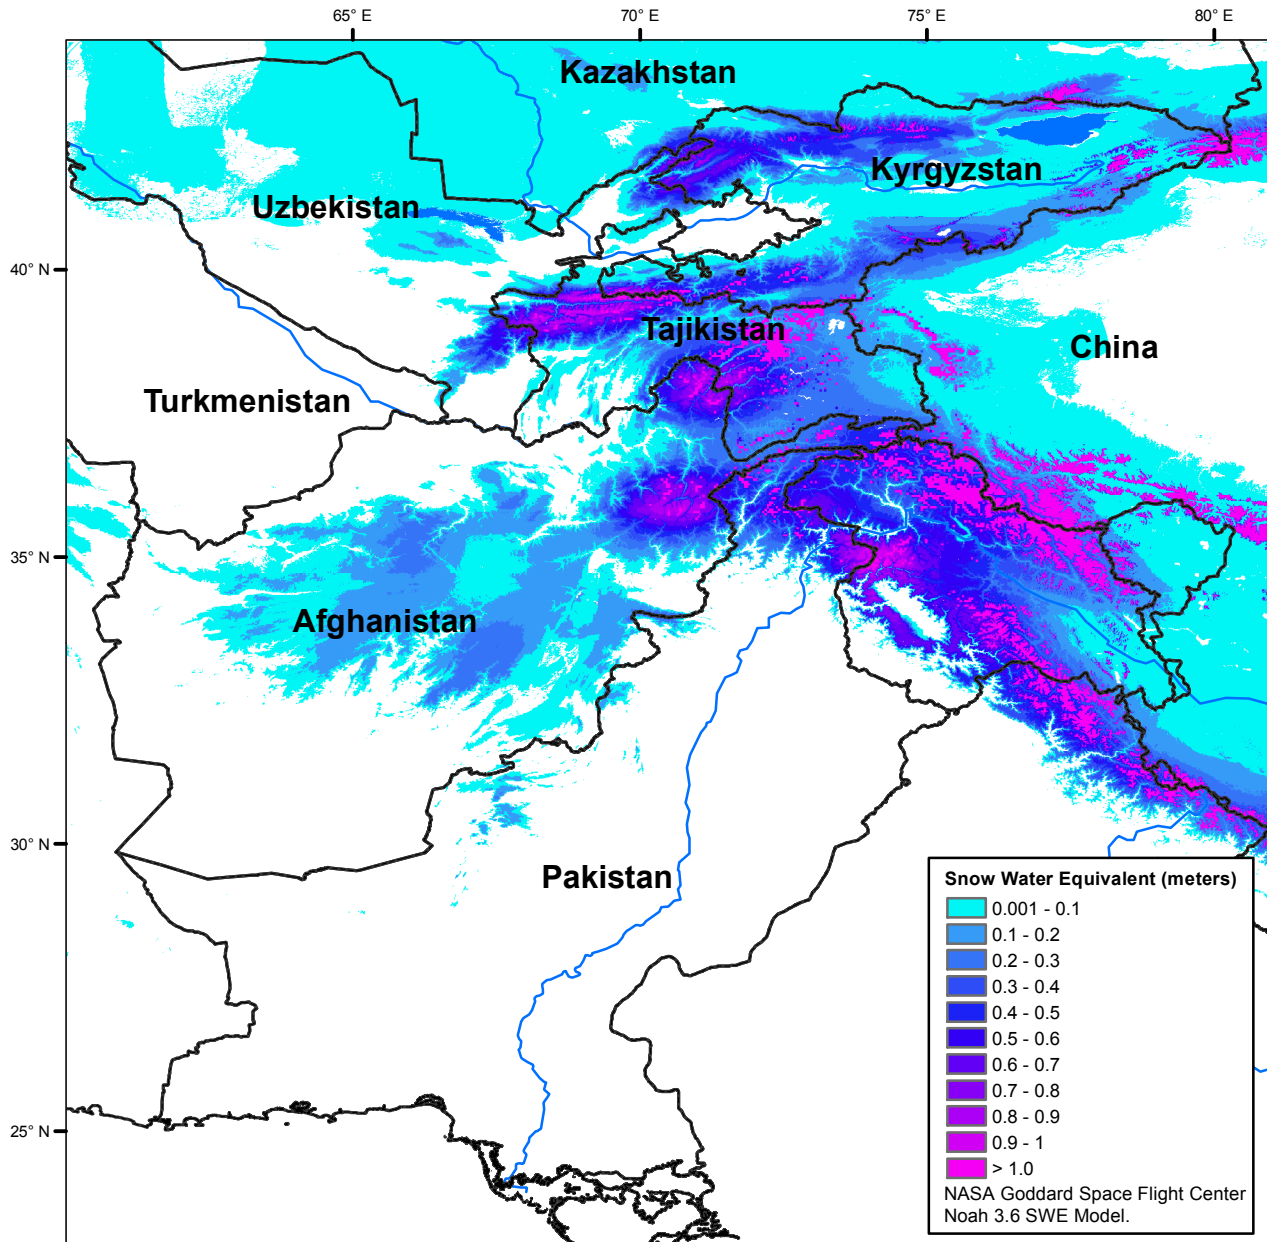 65° E 70° E 75° E 80° E
Kazakhstan
Kyrgyzstan
Uzbekistan
40° N
Tajikistan
China
Turkmenistan
35° N
Afghanistan
30° N
Pakistan
25° N
Snow Water Equivalent (meters)
0.001 - 0.1
0.1 - 0.2
0.2 - 0.3
0.3 - 0.4
0.4 - 0.5
0.5 - 0.6
0.6 - 0.7
0.7 - 0.8
0.8 - 0.9
0.9 - 1
> 1.0
NASA Goddard Space Flight Center
Noah 3.6 SWE Model.